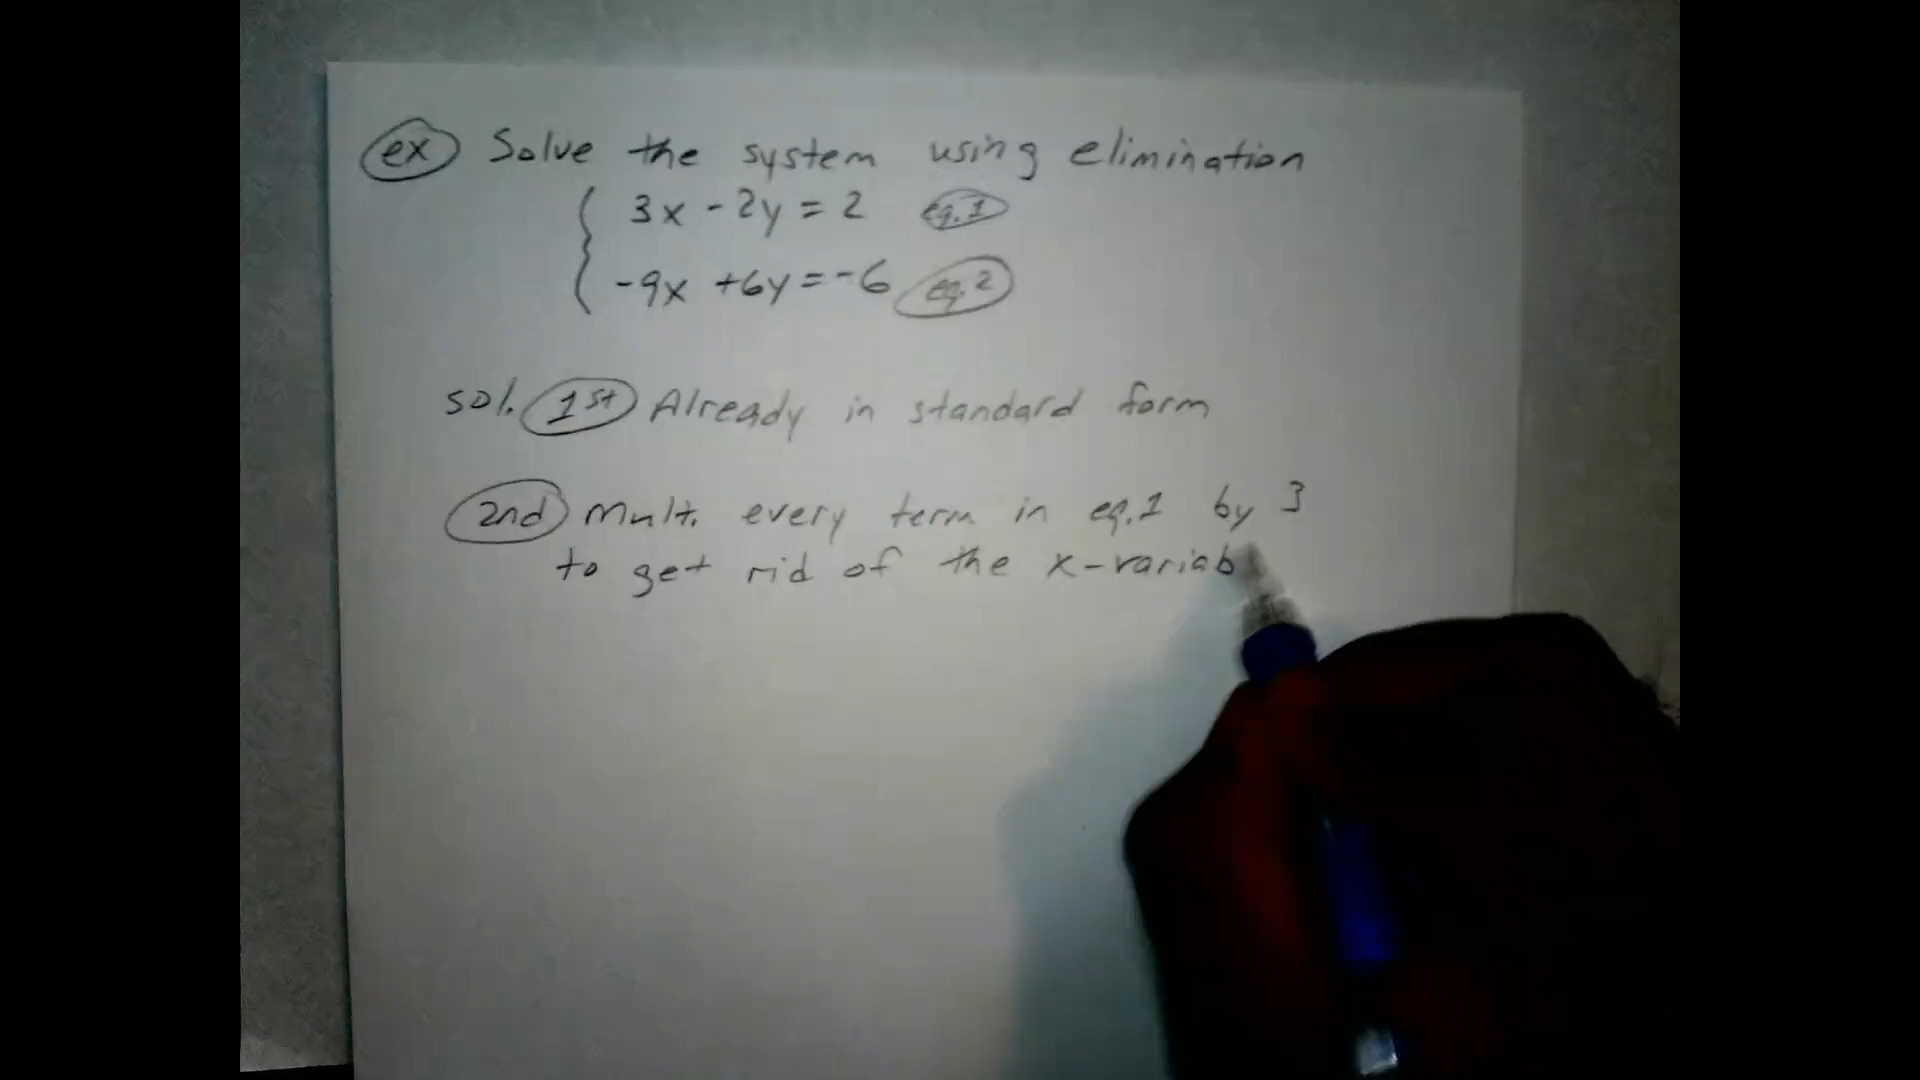 ex Solve the system using elimination
3x - 2y = 2 eq.1
-9x +6y = -6 eq.2
sol. 1st Already in standard form
2nd Mult. every term in eq.1 by 3
to get rid of the x-variab